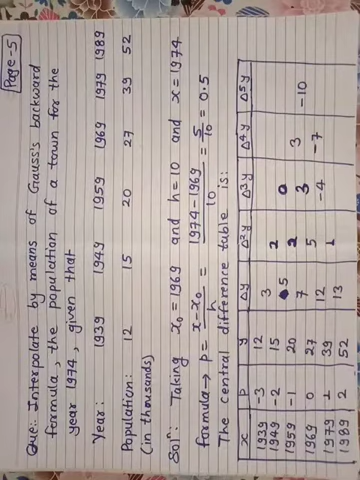 Page-5
Que:- Interpolate by means of Gauss's backward
formula, the population of a town for the
year 1974, given that
Year: 1939 1949 1959 1969 1979 1989
Population: 12 15 20 27 39 52
(in thousands)
Solⁿ: Taking x₀=1969 and h=10 and x=1974
formula→ p = x-x₀/h = 1974-1969/10 = 5/10 = 0.5
The central difference table is:
x p y Δy Δ²y Δ³y Δ⁴y Δ⁵y
1939 -3 12
3
1949 -2 15 2
5 0
1959 -1 20 2 3
7 3 -10
1969 0 27 5 -7
12 -4
1979 1 39 1
13
1989 2 52